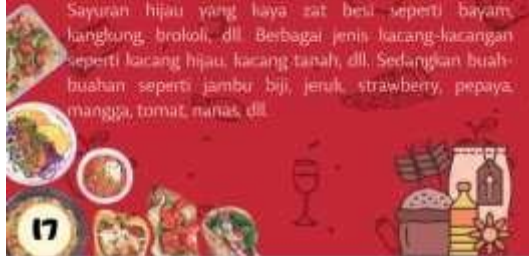 Sayuran hijau yang kaya zat besi seperti bayam,
kangkung, brokoli, dll. Berbagai jenis kacang-kacangan
seperti kacang hijau, kacang tanah, dll. Sedangkan buah-
buahan seperti jambu biji, jeruk, strawberry, pepaya,
mangga, tomat, nanas, dll.
17